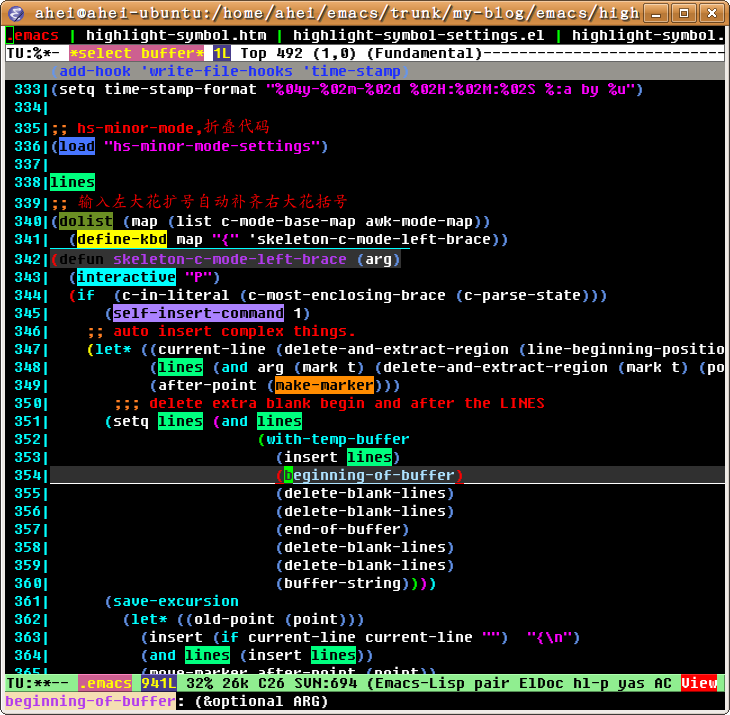 ahei@ahei-ubuntu:/home/ahei/emacs/trunk/my-blog/emacs/high
.emacs | highlight-symbol.htm | highlight-symbol-settings.el | highlight-symbol.
TU:%*-  *select buffer*  1L  Top 492 (1,0) (Fundamental)---------------------------
(add-hook 'write-file-hooks 'time-stamp)
333|(setq time-stamp-format "%04y-%02m-%02d %02H:%02M:%02S %:a by %u")
334|
335|;; hs-minor-mode,折叠代码
336|(load "hs-minor-mode-settings")
337|
338|lines
339|;; 输入左大花扩号自动补齐右大花括号
340|(dolist (map (list c-mode-base-map awk-mode-map))
341|  (define-kbd map "{" 'skeleton-c-mode-left-brace))
342|(defun skeleton-c-mode-left-brace (arg)
343|  (interactive "P")
344|  (if  (c-in-literal (c-most-enclosing-brace (c-parse-state)))
345|      (self-insert-command 1)
346|    ;; auto insert complex things.
347|    (let* ((current-line (delete-and-extract-region (line-beginning-positio
348|           (lines (and arg (mark t) (delete-and-extract-region (mark t) (po
349|           (after-point (make-marker)))
350|       ;;; delete extra blank begin and after the LINES
351|      (setq lines (and lines
352|                       (with-temp-buffer
353|                         (insert lines)
354|                         (beginning-of-buffer)
355|                         (delete-blank-lines)
356|                         (delete-blank-lines)
357|                         (end-of-buffer)
358|                         (delete-blank-lines)
359|                         (delete-blank-lines)
360|                         (buffer-string))))
361|      (save-excursion
362|        (let* ((old-point (point)))
363|          (insert (if current-line current-line "")  "{\n")
364|          (and lines (insert lines))
365|          (move-marker after-point (point))
TU:**--  .emacs  941L  32% 26k C26 SUN:694 (Emacs-Lisp pair ElDoc hl-p yas AC View
beginning-of-buffer: (&optional ARG)